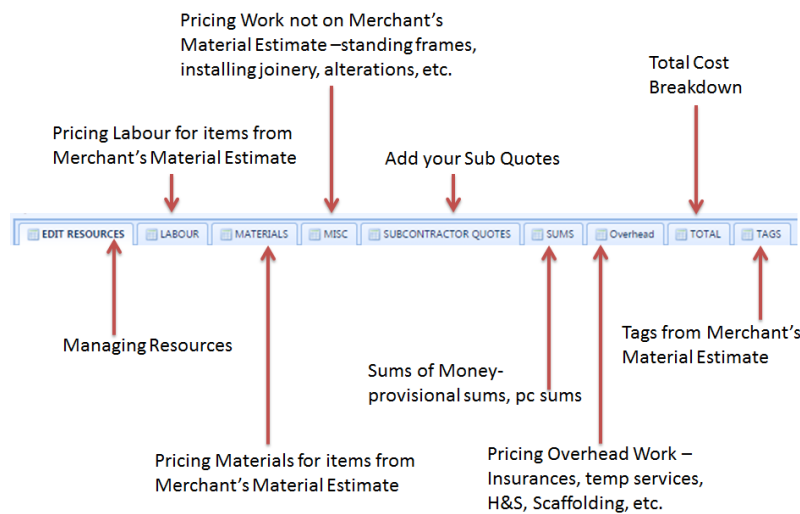 Pricing Work not on Merchant's
Material Estimate –standing frames,
installing joinery, alterations, etc.
Total Cost
Breakdown
Pricing Labour for items from
Merchant's Material Estimate
Add your Sub Quotes
EDIT RESOURCES
LABOUR
MATERIALS
MISC
SUBCONTRACTOR QUOTES
SUMS
Overhead
TOTAL
TAGS
Managing Resources
Tags from Merchant's
Material Estimate
Sums of Money-
provisional sums, pc sums
Pricing Materials for items from
Merchant's Material Estimate
Pricing Overhead Work –
Insurances, temp services,
H&S, Scaffolding, etc.